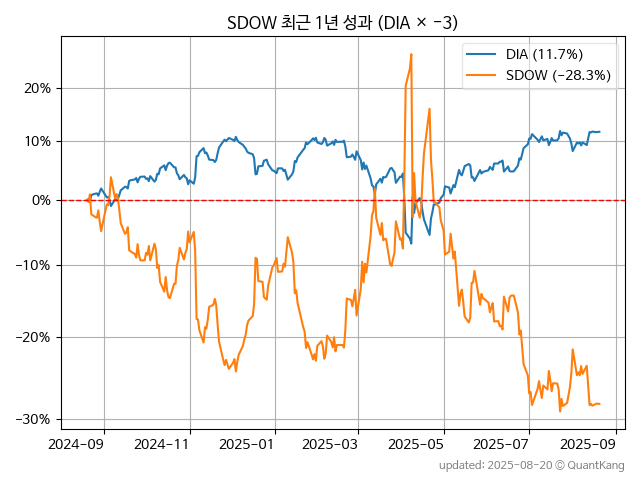 SDOW 최근 1년 성과 (DIA × -3)
DIA (11.7%)
SDOW (-28.3%)
20%
10%
0%
-10%
-20%
-30%
2024-09 2024-11 2025-01 2025-03 2025-05 2025-07 2025-09
updated: 2025-08-20 © QuantKang